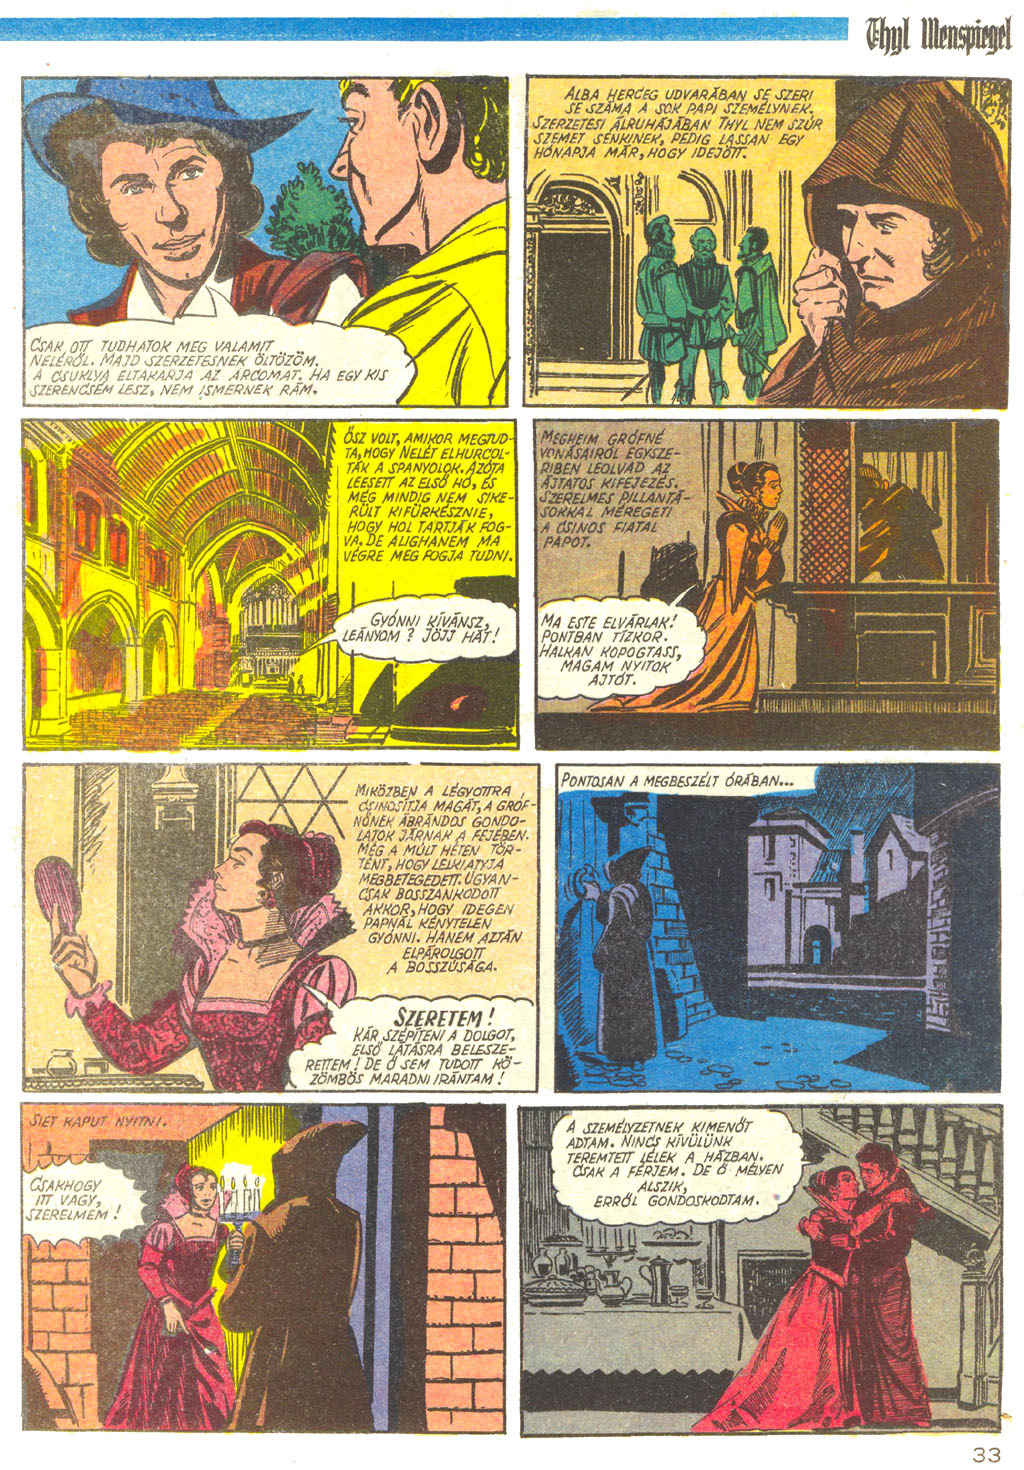 Thyl Ulenspiegel
CSAK OTT TUDHATOK MEG VALAMIT
NELÉRŐL. MAJD SZERZETESNEK ÖLTÖZÖM,
A CSUKLYA ELTAKARJA AZ ARCOMAT. HA EGY KIS
SZERENCSÉM LESZ, NEM ISMERNEK RÁM.
ALBA HERCEG UDVARÁBAN SE SZERI
SE SZÁMA A SOK PAPI SZEMÉLYNEK.
SZERZETESI ÁLRUHÁJÁBAN THYL NEM SZÚR
SZEMET SENKINEK, PEDIG LASSAN EGY
HÓNAPJA MÁR, HOGY IDEJÖTT.
ŐSZ VOLT, AMIKOR MEGTUD-
TA, HOGY NELÉT ELHURCOL-
TÁK A SPANYOLOK. AZÓTA
LEESETT AZ ELSŐ HÓ, ÉS
MÉG MINDIG NEM SIKE-
RÜLT KIFÜRKÉSZNIE,
HOGY HOL TARTJÁK FOG-
VA. DE ALIGHANEM MA
VÉGRE MEG FOGJA TUDNI.
GYÓNNI KÍVÁNSZ,
LEÁNYOM? JÖJJ HÁT!
MEGHEIM GRÓFNÉ
VONÁSAIRÓL EGYSZE-
RIBEN LEOLVAD AZ
ÁJTATOS KIFEJEZÉS.
SZERELMES PILLANTÁ-
SOKKAL MÉREGETI
A CSINOS FIATAL
PAPOT.
MA ESTE ELVÁRLAK!
PONTBAN TÍZKOR.
HALKAN KOPOGTASS,
MAGAM NYITOK
AJTÓT.
MIKÖZBEN A LÉGYOTTRA
CSINOSÍTJA MAGÁT, A GRÓF-
NŐNEK ÁBRÁNDOS GONDO-
LATOK JÁRNAK A FEJÉBEN.
MÉG A MÚLT HÉTEN TÖR-
TÉNT, HOGY LELKIATYJA
MEGBETEGEDETT. UGYAN-
CSAK BOSSZANKODOTT
AKKOR, HOGY IDEGEN
PAPNÁL KÉNYTELEN
GYÓNNI. HANEM AZTÁN
ELPÁROLGOTT
A BOSSZÚSÁGA.
SZERETEM!
KÁR SZÉPÍTENI A DOLGOT,
ELSŐ LÁTÁSRA BELESZE-
RETTEM! DE Ő SEM TUDOTT KÖ-
ZÖMBÖS MARADNI IRÁNTAM!
PONTOSAN A MEGBESZÉLT ÓRÁBAN...
SIET KAPUT NYITNI.
CSAKHOGY
ITT VAGY,
SZERELMEM!
A SZEMÉLYZETNEK KIMENŐT
ADTAM. NINCS KÍVÜLÜNK
TEREMTETT LÉLEK A HÁZBAN.
CSAK A FÉRJEM. DE Ő MÉLYEN
ALSZIK,
ERRŐL GONDOSKODTAM.
33